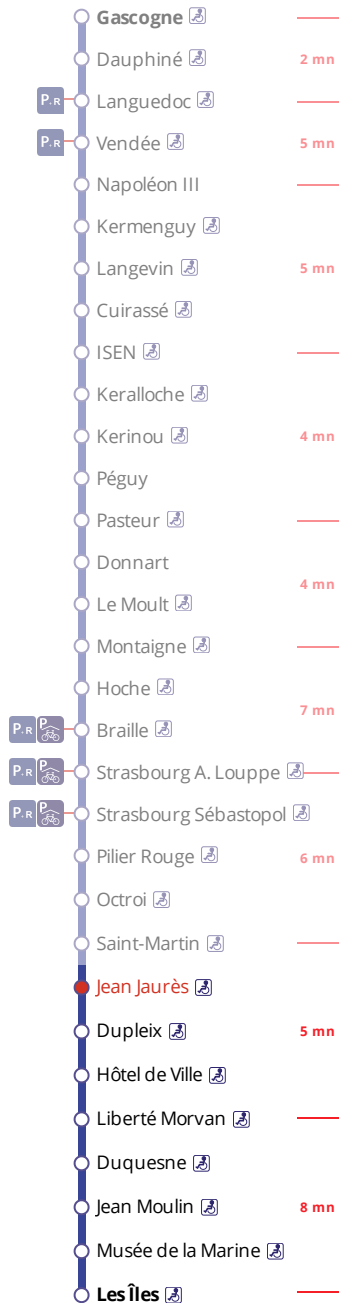 Gascogne
Dauphiné 2 mn
P+R Languedoc
P+R Vendée 5 mn
Napoléon III
Kermenguy
Langevin 5 mn
Cuirassé
ISEN
Keralloche
Kerinou 4 mn
Péguy
Pasteur
Donnart
4 mn
Le Moult
Montaigne
Hoche
7 mn
P+R P Braille
P+R P Strasbourg A. Louppe
P+R P Strasbourg Sébastopol
Pilier Rouge 6 mn
Octroi
Saint-Martin
Jean Jaurès
Dupleix 5 mn
Hôtel de Ville
Liberté Morvan
Duquesne
Jean Moulin 8 mn
Musée de la Marine
Les Îles